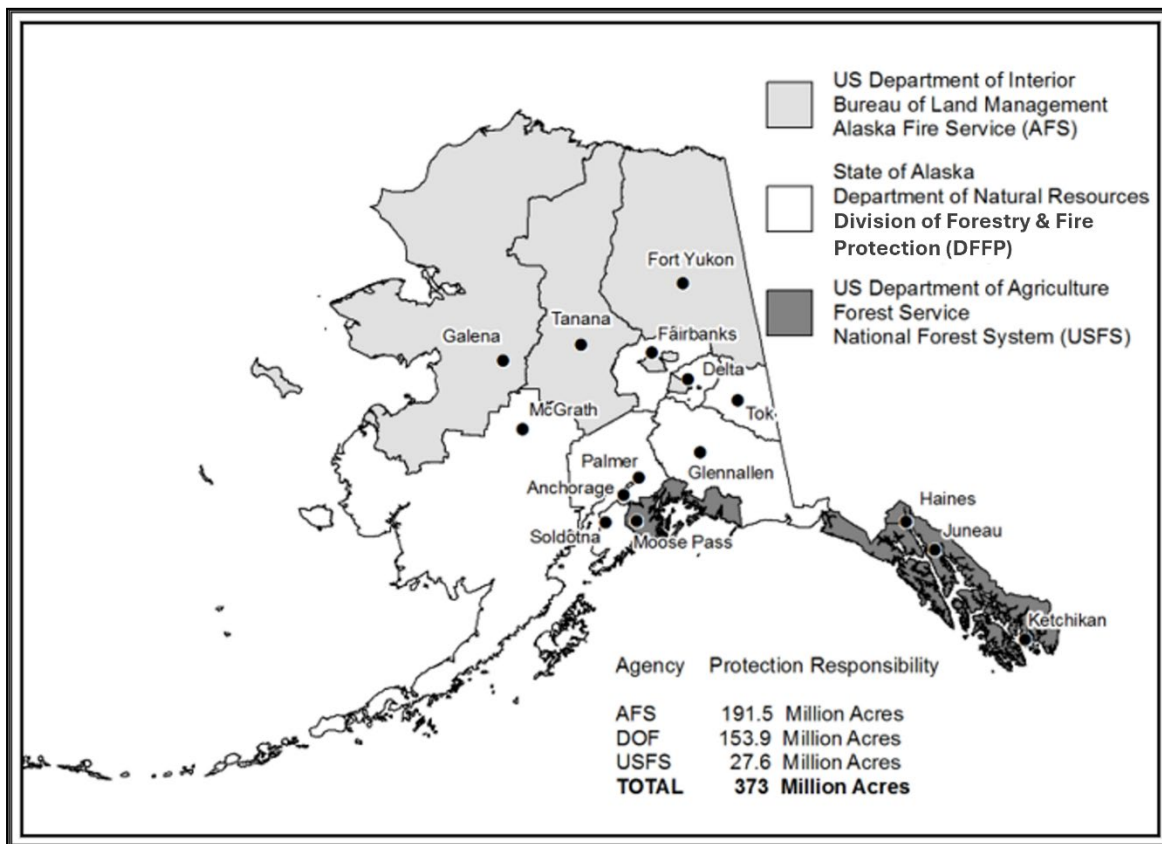 US Department of Interior
Bureau of Land Management
Alaska Fire Service (AFS)
State of Alaska
Department of Natural Resources
Division of Forestry & Fire
Protection (DFFP)
US Department of Agriculture
Forest Service
National Forest System (USFS)
Fort Yukon
Tanana
Fairbanks
Galena
Delta
McGrath
Tok
Palmer
Glennallen
Anchorage
Haines
Soldotna
Moose Pass
Juneau
Ketchikan
Agency Protection Responsibility
AFS 191.5 Million Acres
DOF 153.9 Million Acres
USFS 27.6 Million Acres
TOTAL 373 Million Acres